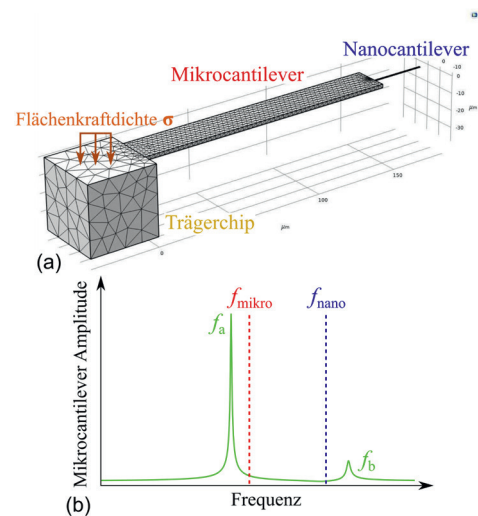 Nanocantilever
Mikrocantilever
0
-10
0
-10
-20
-30
µm
Flächenkraftdichte σ
150
100
µm
Trägerchip
0
(a)
Mikrocantilever Amplitude
fmikro
fnano
fa
fb
(b)
Frequenz